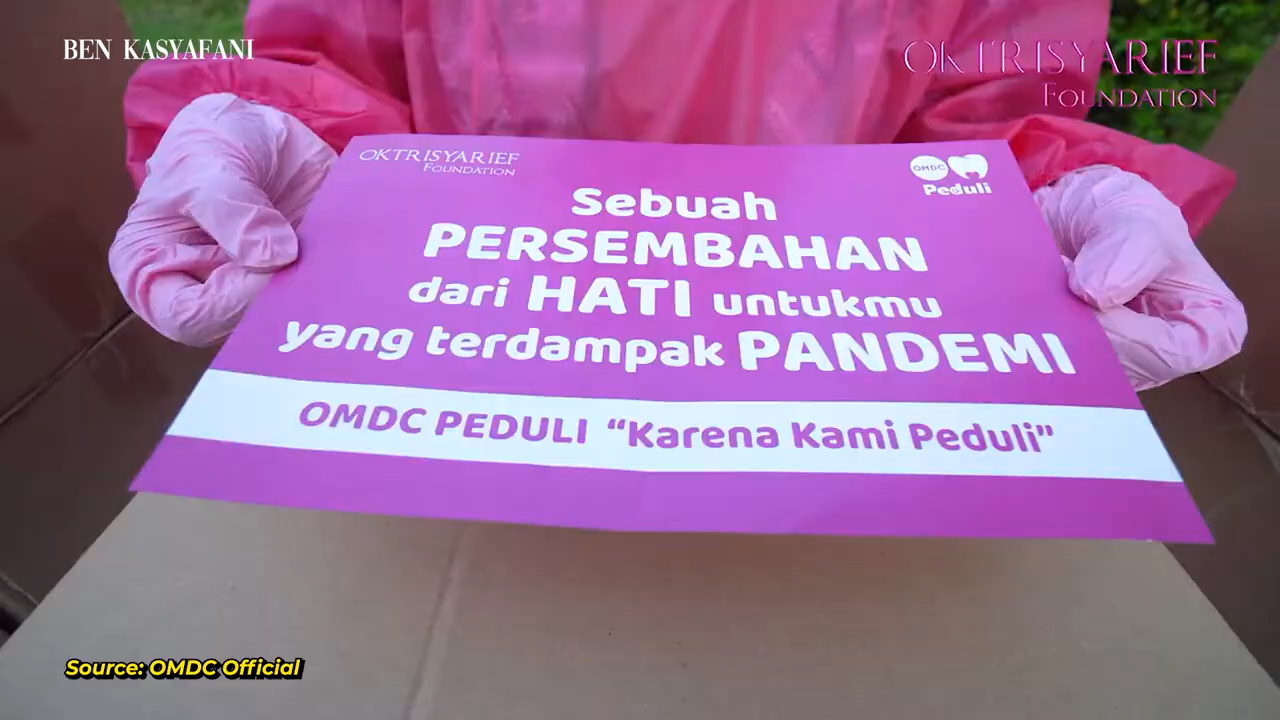 BEN KASYAFANI
OKTRISYARIEF
FOUNDATION
OKTRISYARIEF
FOUNDATION
OMDC
Peduli
Sebuah
PERSEMBAHAN
dari HATI untukmu
yang terdampak PANDEMI
OMDC PEDULI “Karena Kami Peduli”
Source: OMDC Official